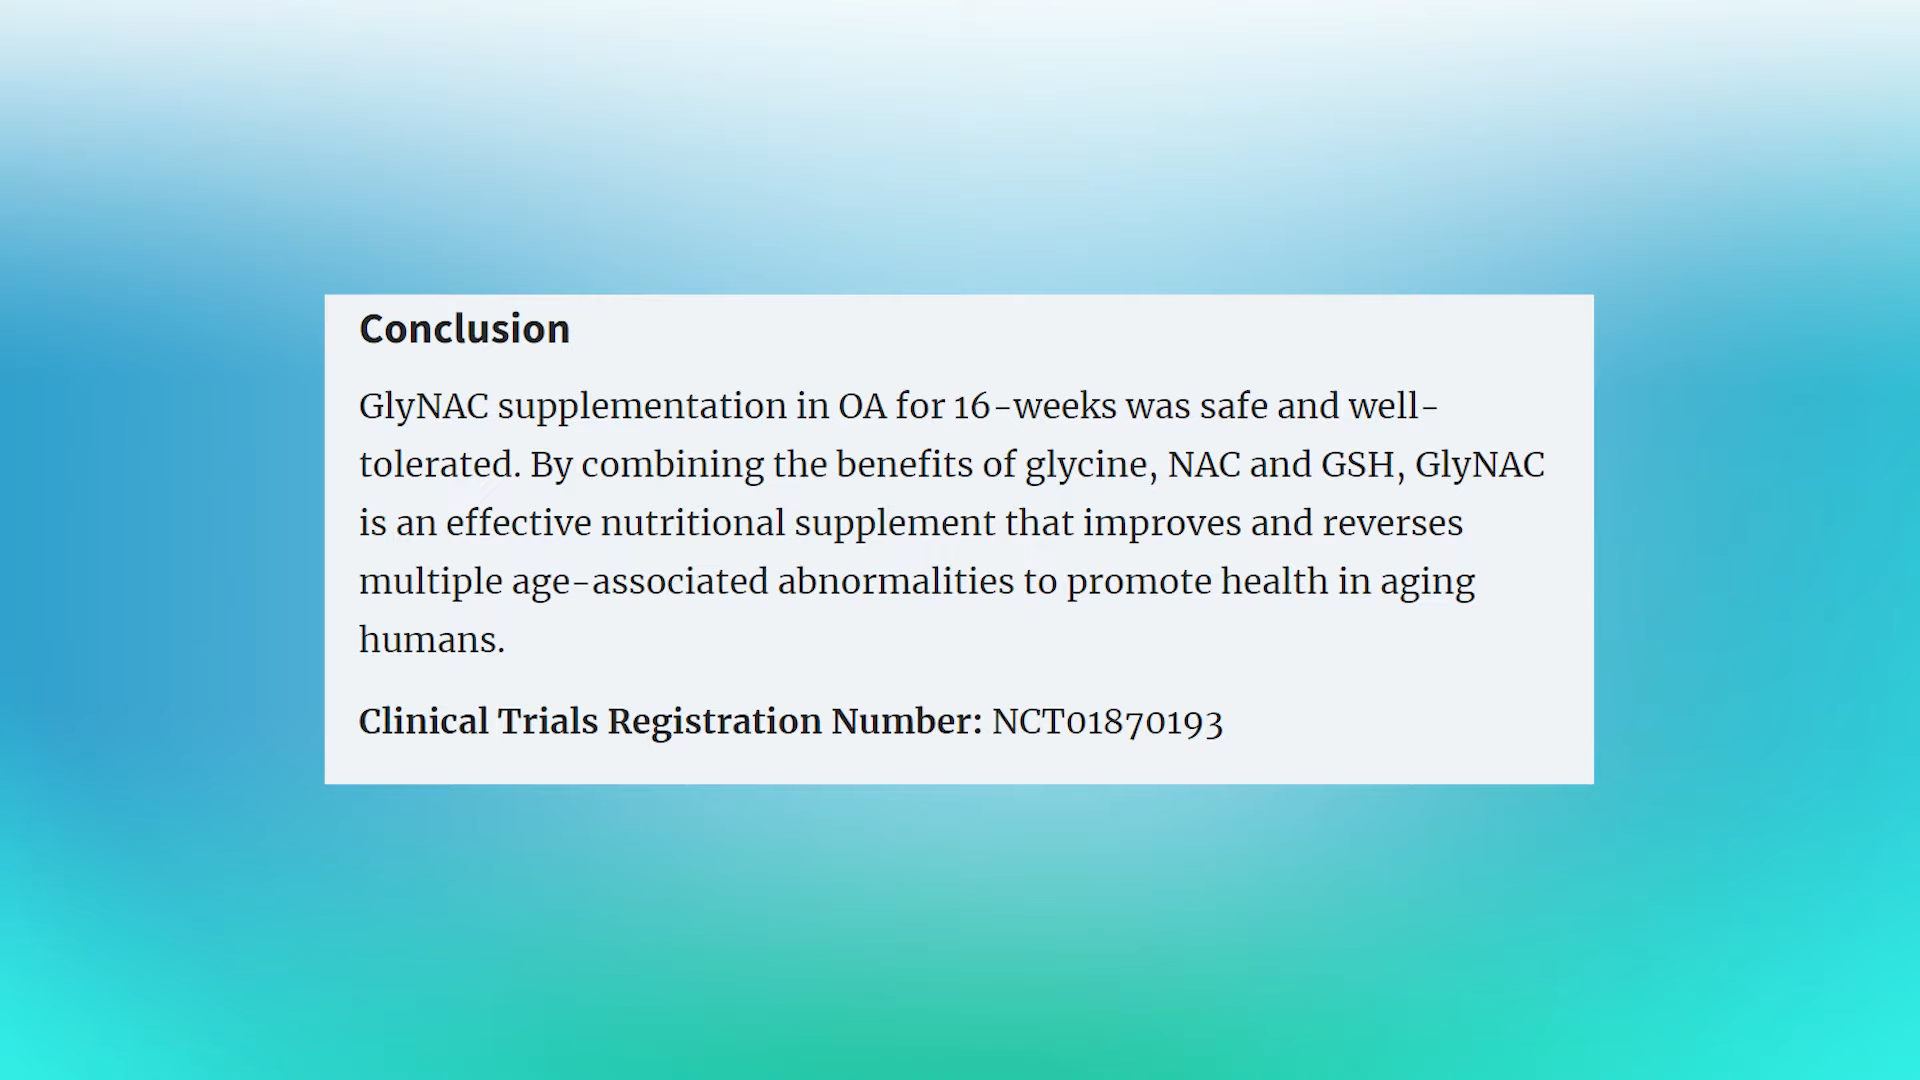 Conclusion
GlyNAC supplementation in OA for 16-weeks was safe and well-
tolerated. By combining the benefits of glycine, NAC and GSH, GlyNAC
is an effective nutritional supplement that improves and reverses
multiple age-associated abnormalities to promote health in aging
humans.
Clinical Trials Registration Number: NCT01870193